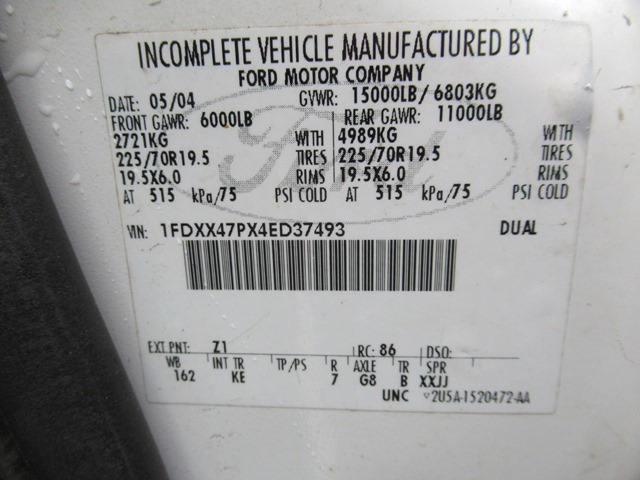 INCOMPLETE VEHICLE MANUFACTURED BY
FORD MOTOR COMPANY
DATE: 05/04 GVWR: 15000LB/ 6803KG
FRONT GAWR: 6000LB REAR GAWR: 11000LB
2721KG WITH 4989KG WITH
225/70R19.5 TIRES 225/70R19.5 TIRES
19.5X6.0 RIMS 19.5X6.0 RIMS
AT 515 kPa/75 PSI COLD AT 515 kPa/75 PSI COLD
VIN: 1FDXX47PX4ED37493 DUAL
Ford
EXT PNT: Z1 RC: 86 DSO:
WB INT TR TP/PS R AXLE TR SPR
162 KE 7 G8 B XXJJ
UNC ▽2U5A-1520472-AA